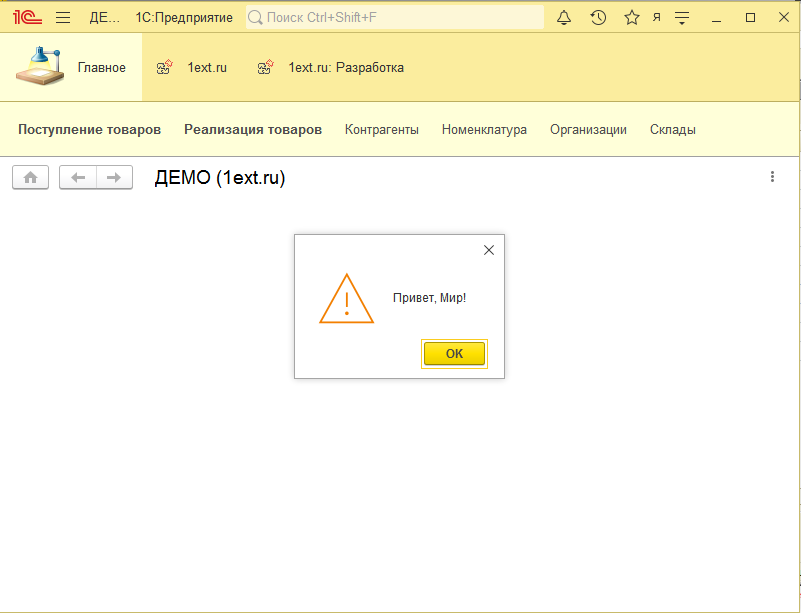 1С ДЕ... 1С:Предприятие Поиск Ctrl+Shift+F Я
Главное 1ext.ru 1ext.ru: Разработка
Поступление товаров Реализация товаров Контрагенты Номенклатура Организации Склады
ДЕМО (1ext.ru)
Привет, Мир!
OK